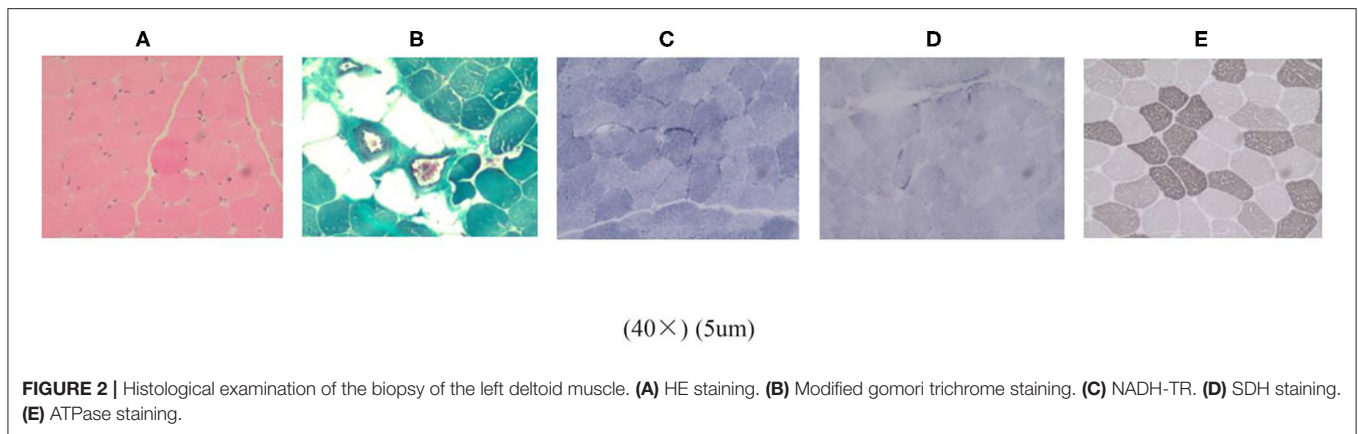 A B C D E
(40×) (5um)
FIGURE 2 | Histological examination of the biopsy of the left deltoid muscle. (A) HE staining. (B) Modified gomori trichrome staining. (C) NADH-TR. (D) SDH staining.
(E) ATPase staining.